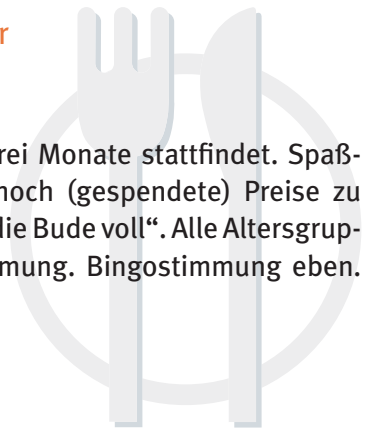 r
rei Monate stattfindet. Spaß-
noch (gespendete) Preise zu
die Bude voll“. Alle Altersgrup-
mung. Bingostimmung eben.